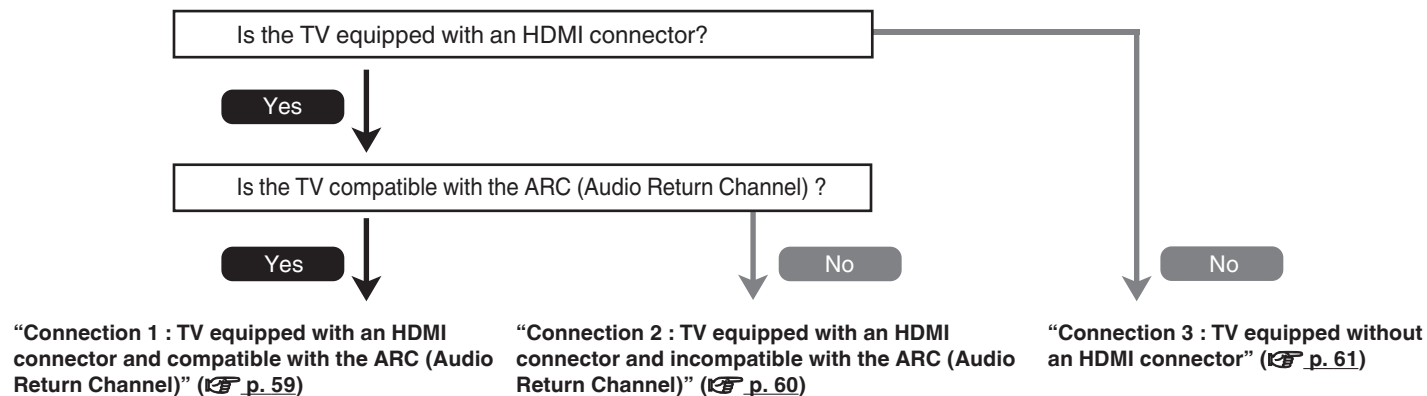 Is the TV equipped with an HDMI connector?
Yes
Is the TV compatible with the ARC (Audio Return Channel) ?
Yes
No
No
“Connection 1 : TV equipped with an HDMI
connector and compatible with the ARC (Audio
Return Channel)” (☞ p. 59)
“Connection 2 : TV equipped with an HDMI
connector and incompatible with the ARC (Audio
Return Channel)” (☞ p. 60)
“Connection 3 : TV equipped without
an HDMI connector” (☞ p. 61)